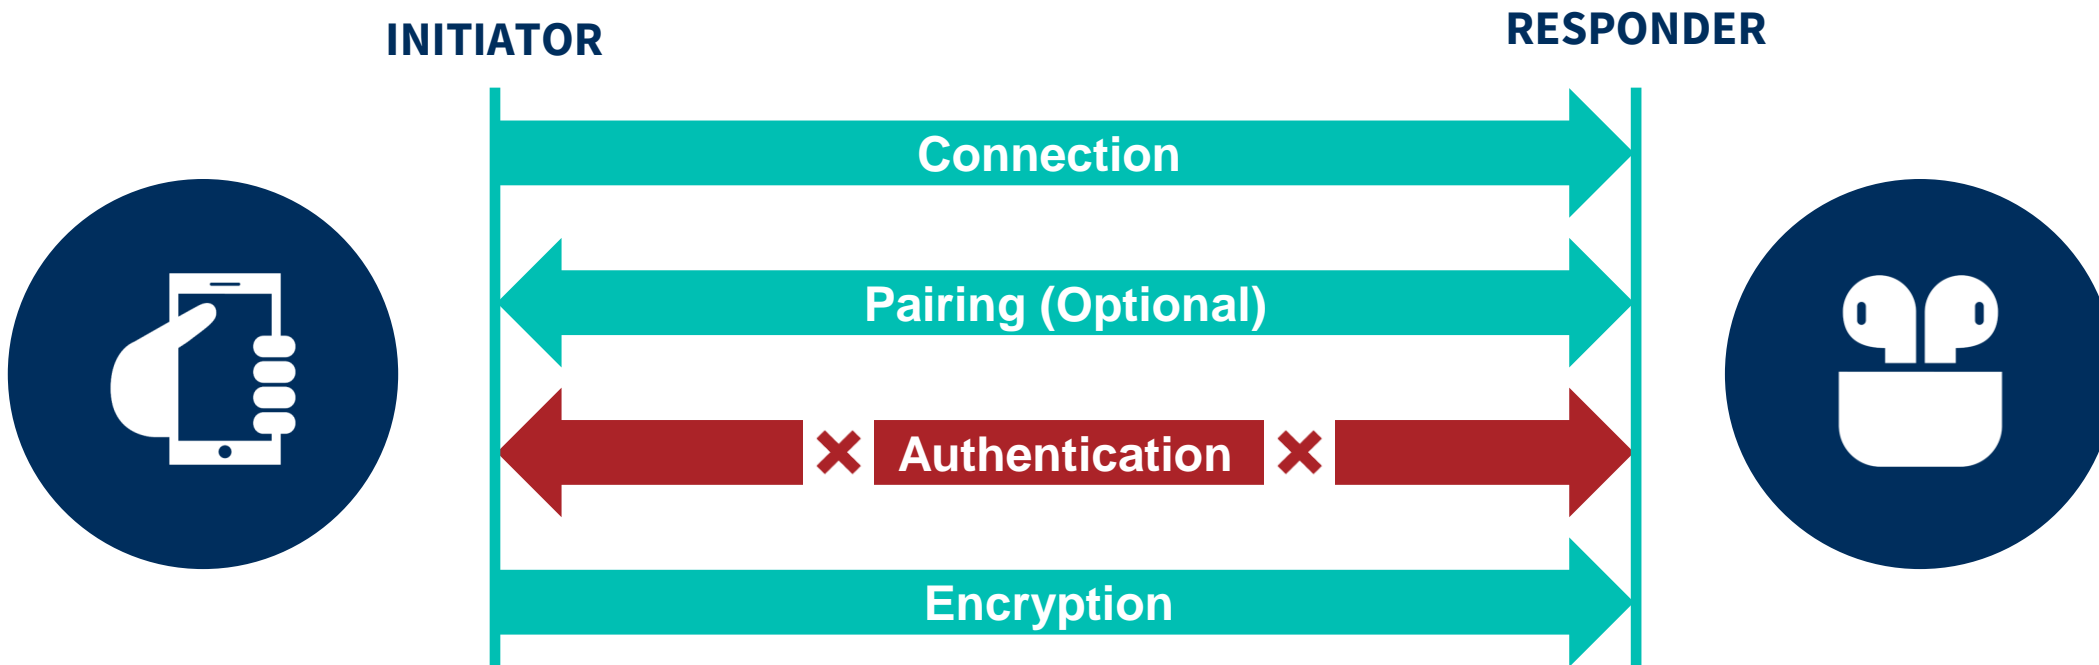 INITIATOR
RESPONDER
Connection
Pairing (Optional)
Authentication
Encryption